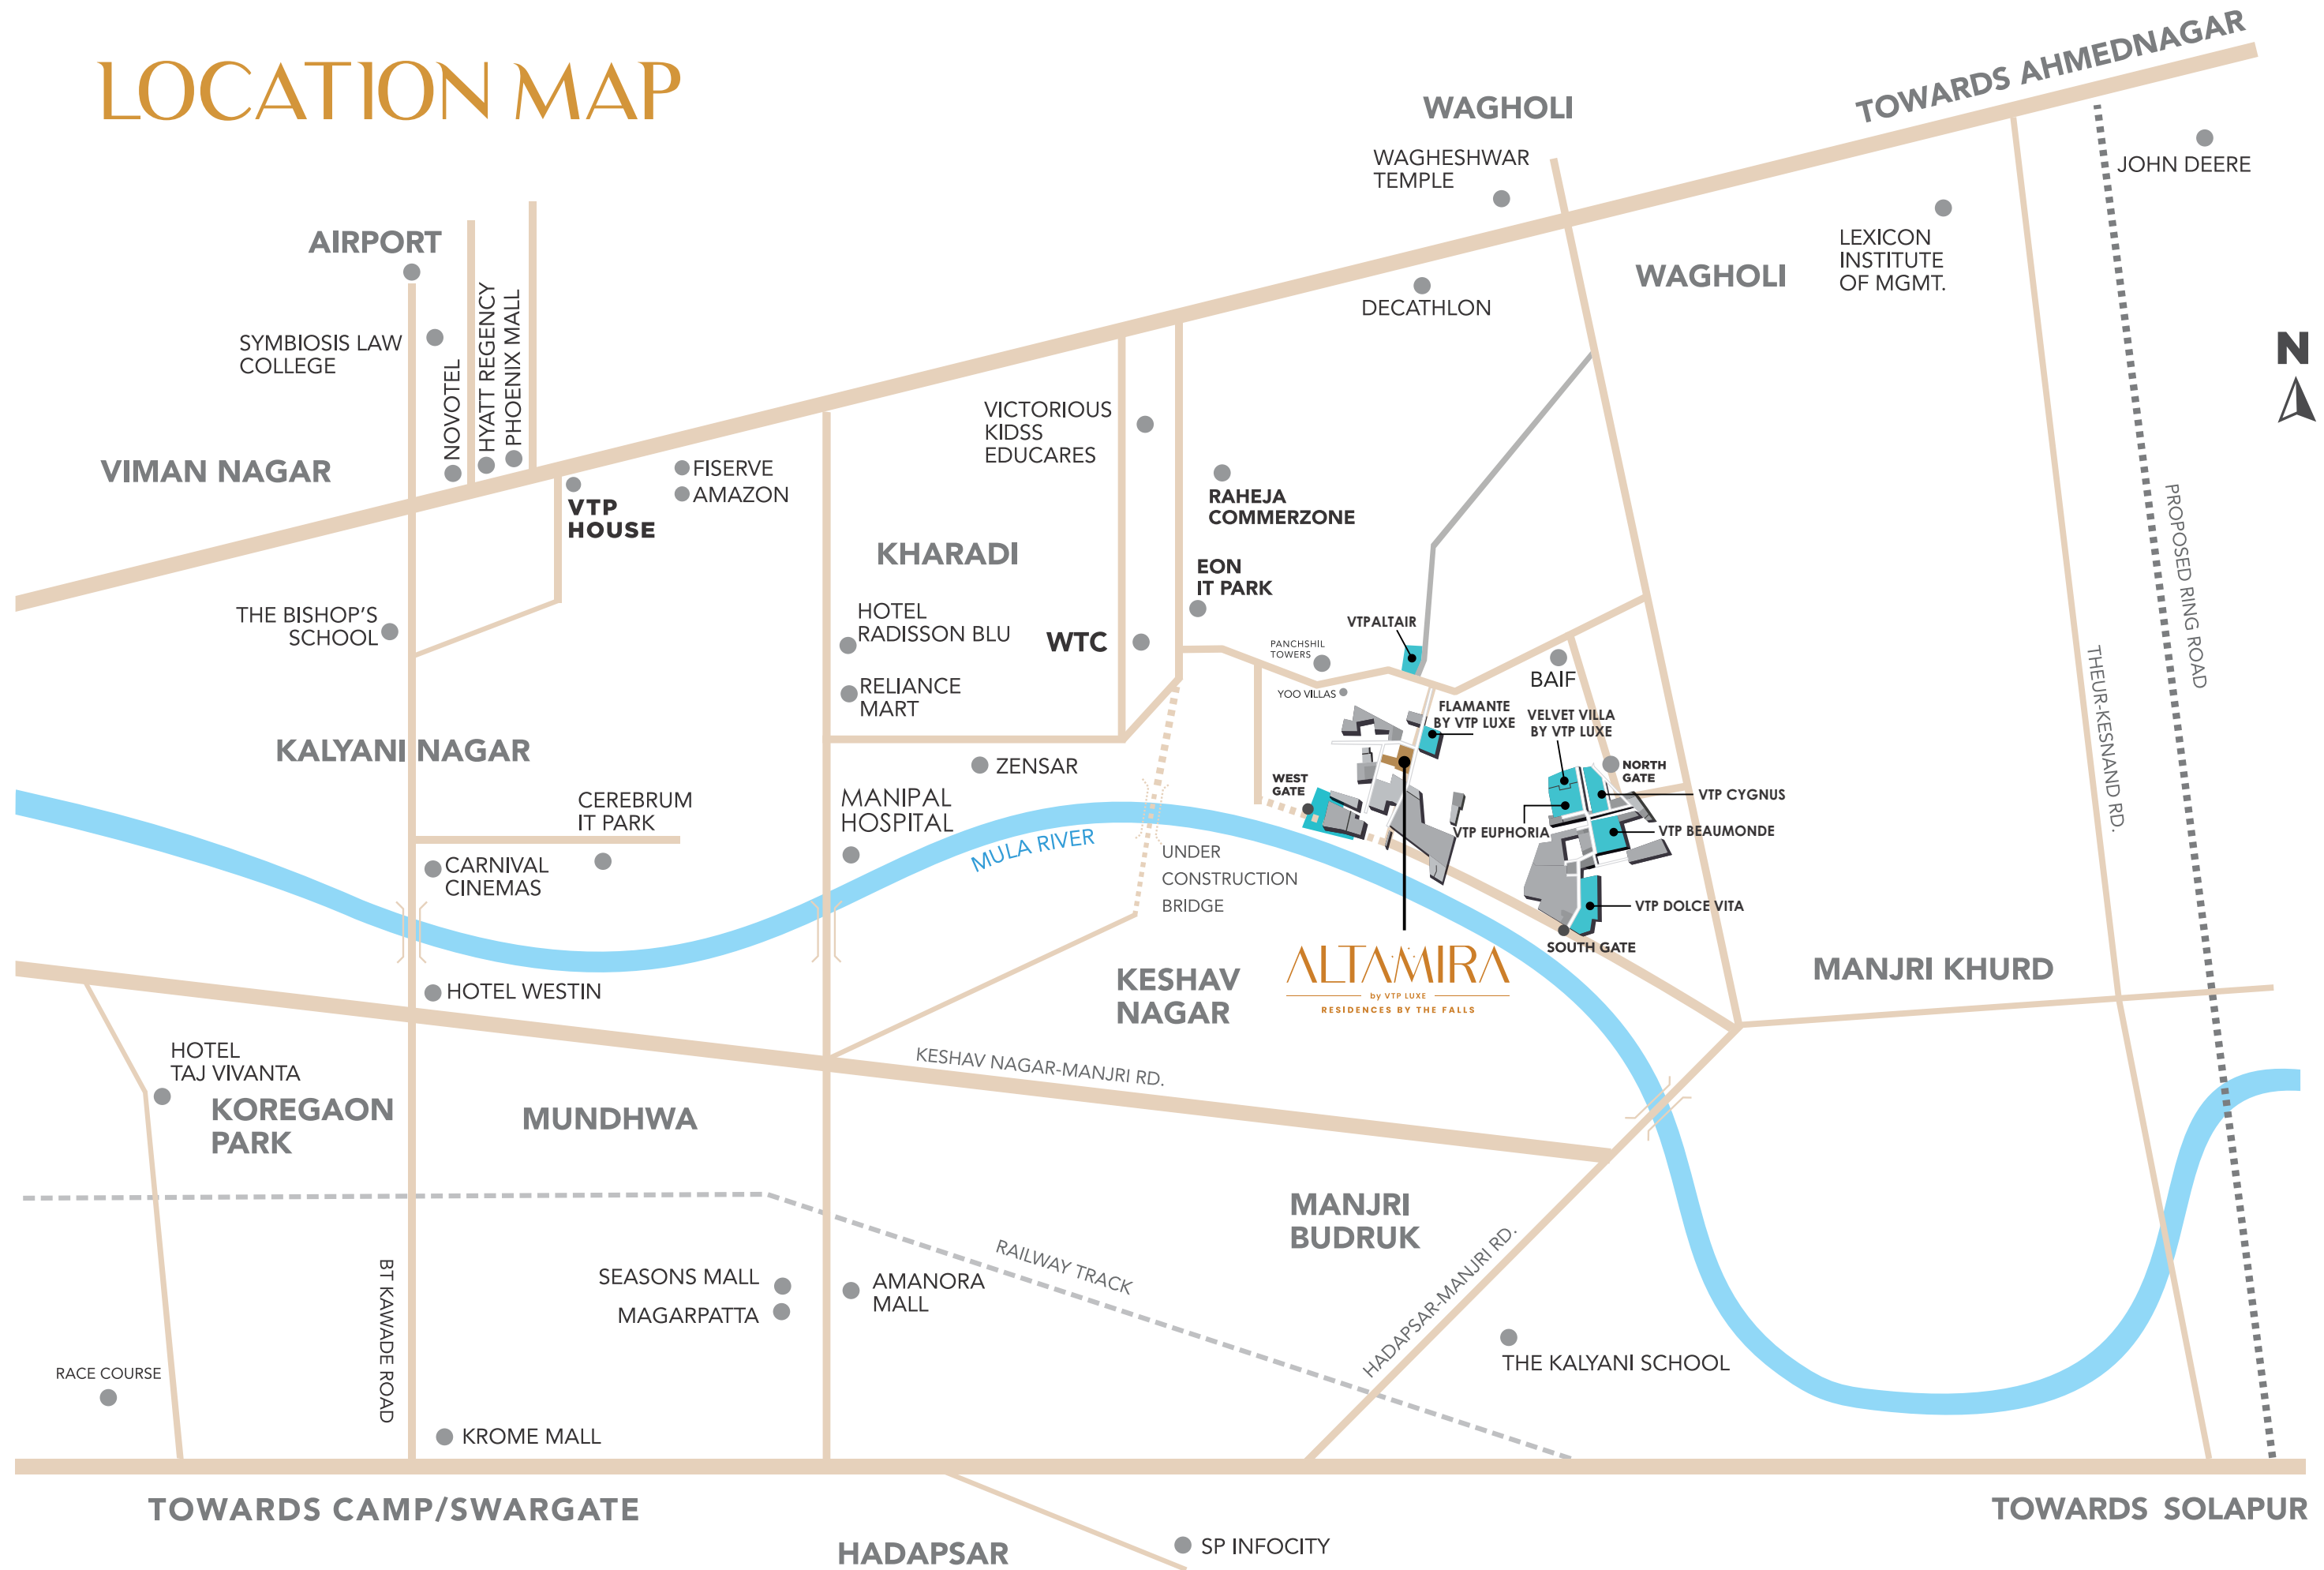 LOCATION MAP
TOWARDS AHMEDNAGAR
WAGHOLI
WAGHESHWAR
TEMPLE
JOHN DEERE
AIRPORT
LEXICON
INSTITUTE
OF MGMT.
WAGHOLI
DECATHLON
N
SYMBIOSIS LAW
COLLEGE
NOVOTEL
HYATT REGENCY
PHOENIX MALL
VICTORIOUS
KIDSS
EDUCARES
VIMAN NAGAR
FISERVE
AMAZON
VTP
HOUSE
RAHEJA
COMMERZONE
KHARADI
EON
IT PARK
PROPOSED RING ROAD
THE BISHOP'S
SCHOOL
HOTEL
RADISSON BLU
WTC
VTPALTAIR
PANCHSHIL
TOWERS
BAIF
THEUR-KESNAND RD.
RELIANCE
MART
YOO VILLAS
FLAMANTE
BY VTP LUXE
VELVET VILLA
BY VTP LUXE
KALYANI NAGAR
ZENSAR
WEST
GATE
NORTH
GATE
CEREBRUM
IT PARK
MANIPAL
HOSPITAL
VTP CYGNUS
VTP EUPHORIA
VTP BEAUMONDE
MULA RIVER
UNDER
CONSTRUCTION
BRIDGE
CARNIVAL
CINEMAS
VTP DOLCE VITA
SOUTH GATE
ALTAMIRA
by VTP LUXE
RESIDENCES BY THE FALLS
KESHAV
NAGAR
MANJRI KHURD
HOTEL WESTIN
HOTEL
TAJ VIVANTA
KESHAV NAGAR-MANJRI RD.
KOREGAON
PARK
MUNDHWA
MANJRI
BUDRUK
RAILWAY TRACK
HADAPSAR-MANJRI RD.
BT KAWADE ROAD
SEASONS MALL
MAGARPATTA
AMANORA
MALL
THE KALYANI SCHOOL
RACE COURSE
KROME MALL
TOWARDS CAMP/SWARGATE
TOWARDS SOLAPUR
HADAPSAR
SP INFOCITY